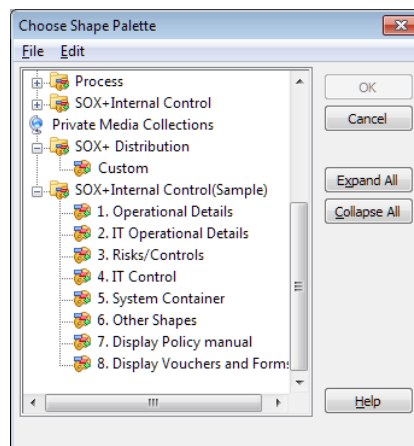 Choose Shape Palette
File Edit
Process
SOX+Internal Control
Private Media Collections
SOX+ Distribution
Custom
SOX+Internal Control(Sample)
1. Operational Details
2. IT Operational Details
3. Risks/Controls
4. IT Control
5. System Container
6. Other Shapes
7. Display Policy manual
8. Display Vouchers and Forms
OK
Cancel
Expand All
Collapse All
Help